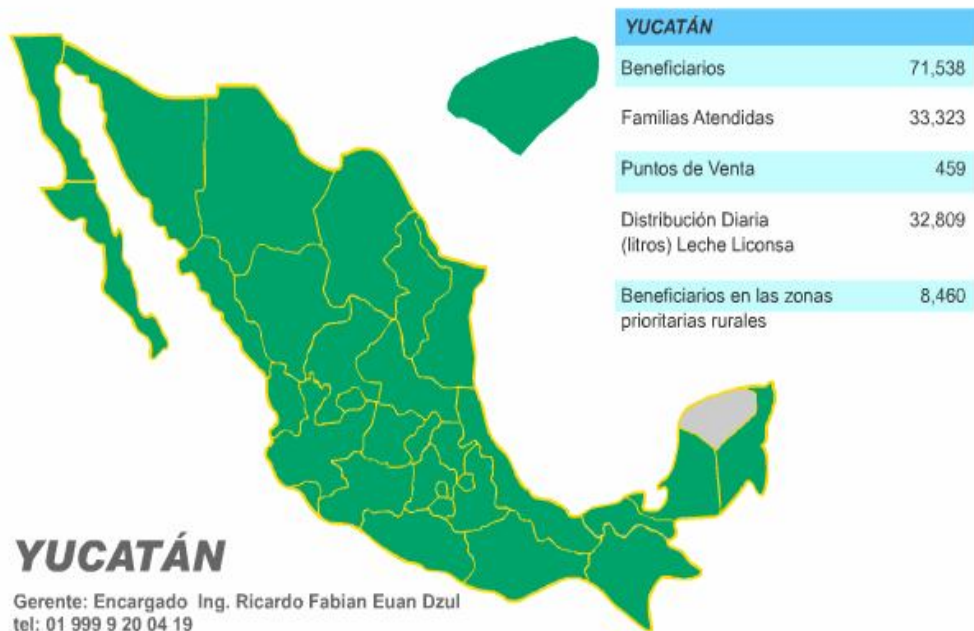 YUCATÁN
Beneficiarios 71,538
Familias Atendidas 33,323
Puntos de Venta 459
Distribución Diaria 32,809
(litros) Leche Liconsa
Beneficiarios en las zonas 8,460
prioritarias rurales
YUCATÁN
Gerente: Encargado Ing. Ricardo Fabian Euan Dzul
tel: 01 999 9 20 04 19